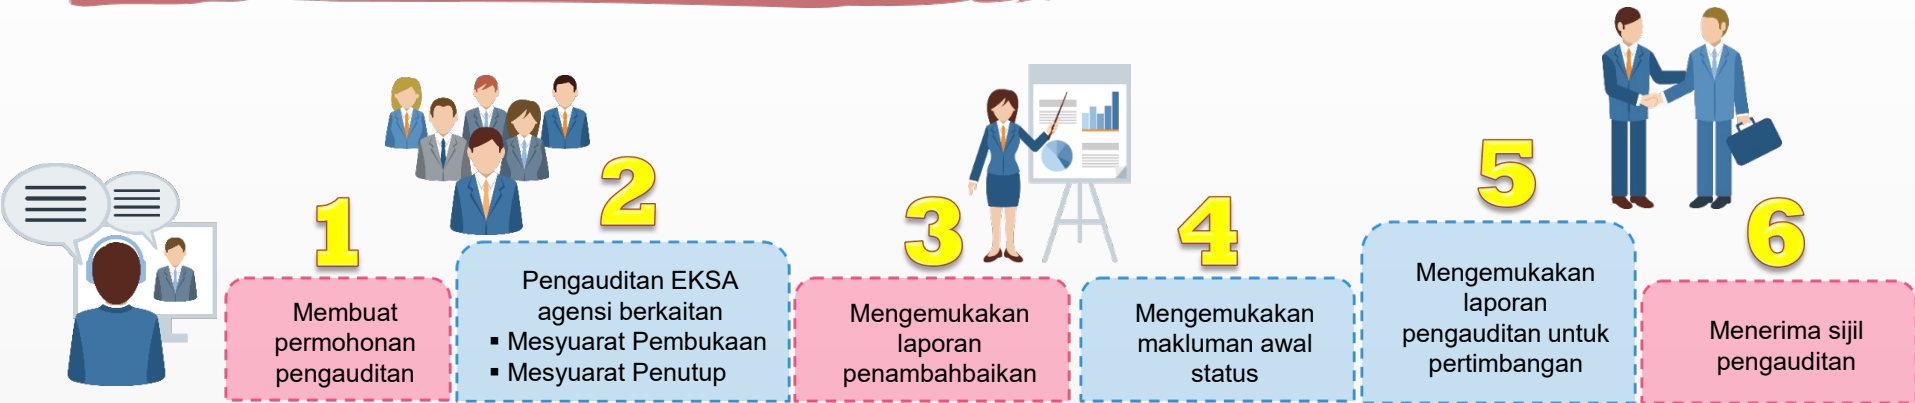 1
Membuat
permohonan
pengauditan
2
Pengauditan EKSA
agensi berkaitan
▪ Mesyuarat Pembukaan
▪ Mesyuarat Penutup
3
Mengemukakan
laporan
penambahbaikan
4
Mengemukakan
makluman awal
status
5
Mengemukakan
laporan
pengauditan untuk
pertimbangan
6
Menerima sijil
pengauditan